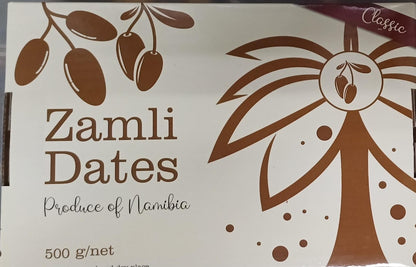 Classic
Zamli
Dates
Produce of Namibia
500 g/net